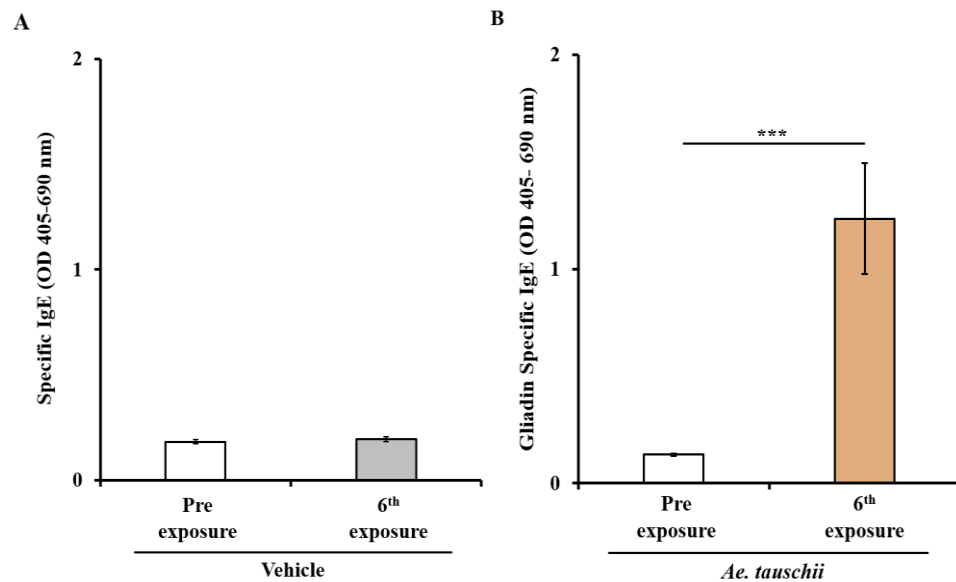 A
Specific IgE (OD 405-690 nm)
2
1
0
Pre
exposure
6th
exposure
Vehicle
B
Gliadin Specific IgE (OD 405- 690 nm)
2
1
0
***
Pre
exposure
6th
exposure
Ae. tauschii